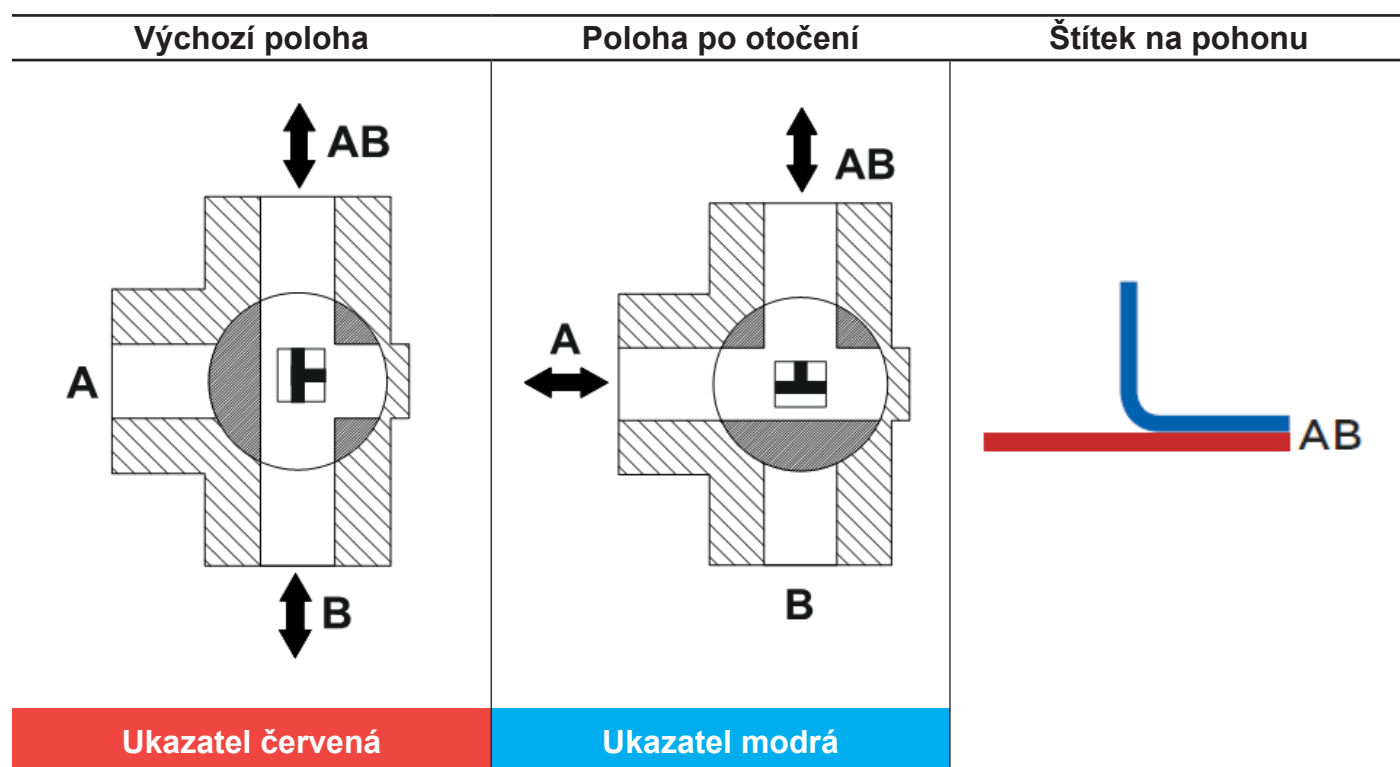 Výchozí poloha
Poloha po otočení
Štítek na pohonu
AB
A
B
AB
A
B
AB
Ukazatel červená
Ukazatel modrá